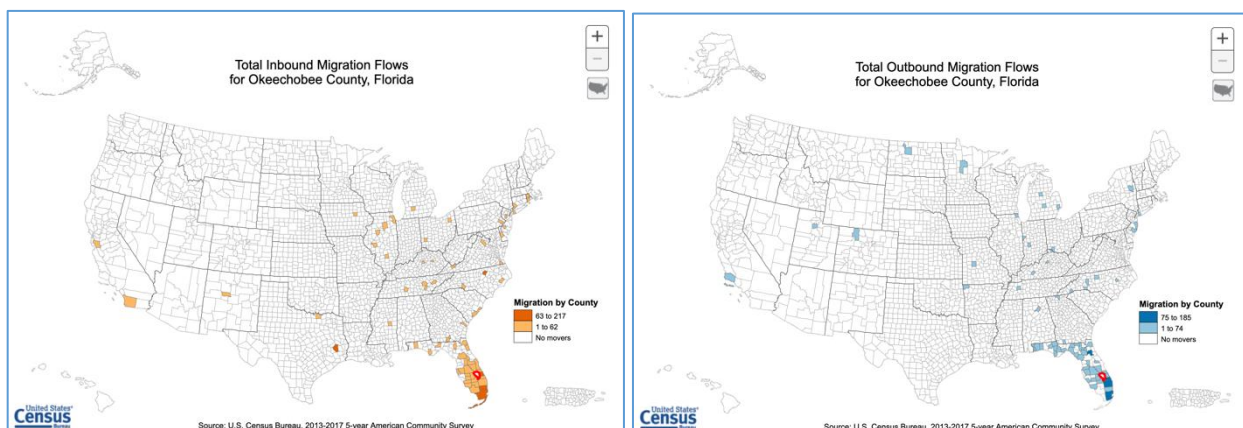 Total Inbound Migration Flows
for Okeechobee County, Florida
+
−
Migration by County
63 to 217
1 to 62
No movers
United States®
Census
Bureau
Source: U.S. Census Bureau, 2013-2017 5-year American Community Survey
Total Outbound Migration Flows
for Okeechobee County, Florida
+
−
Migration by County
75 to 185
1 to 74
No movers
United States®
Census
Bureau
Source: U.S. Census Bureau, 2013-2017 5-year American Community Survey